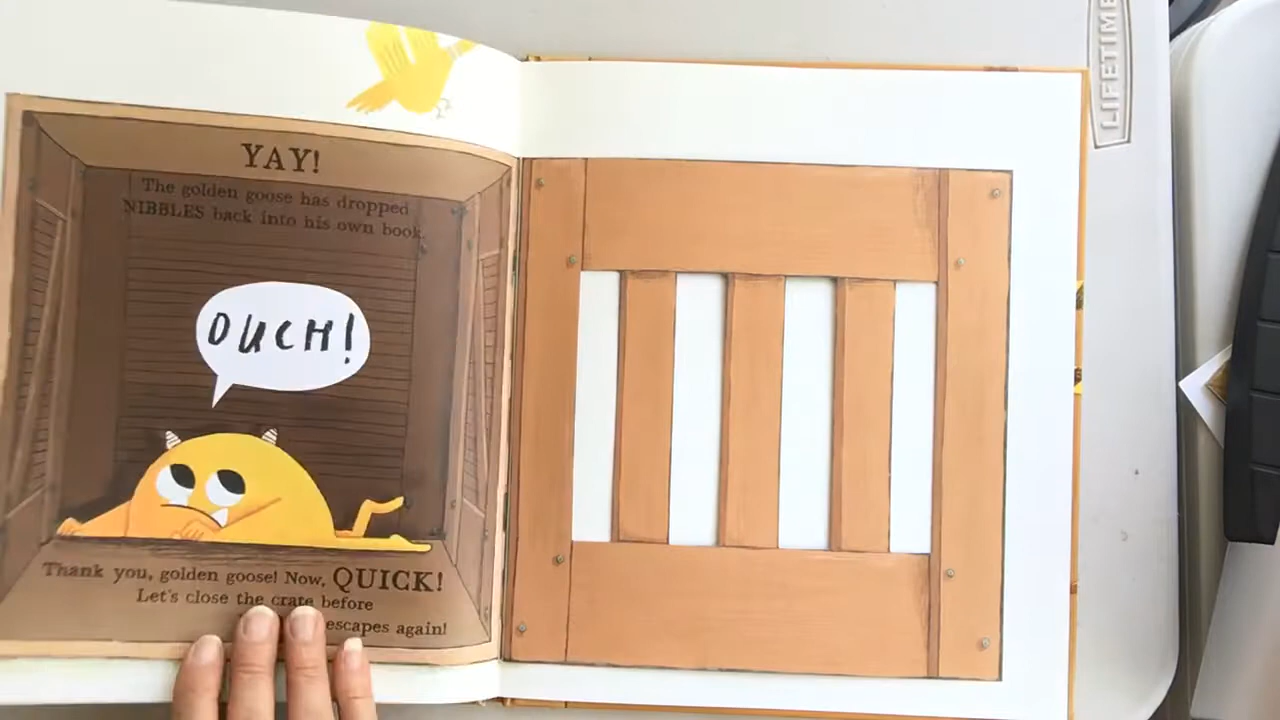 YAY!
The golden goose has dropped
NIBBLES back into his own book.
OUCH!
Thank you, golden goose! Now, QUICK!
Let's close the crate before
escapes again!
LIFETIME